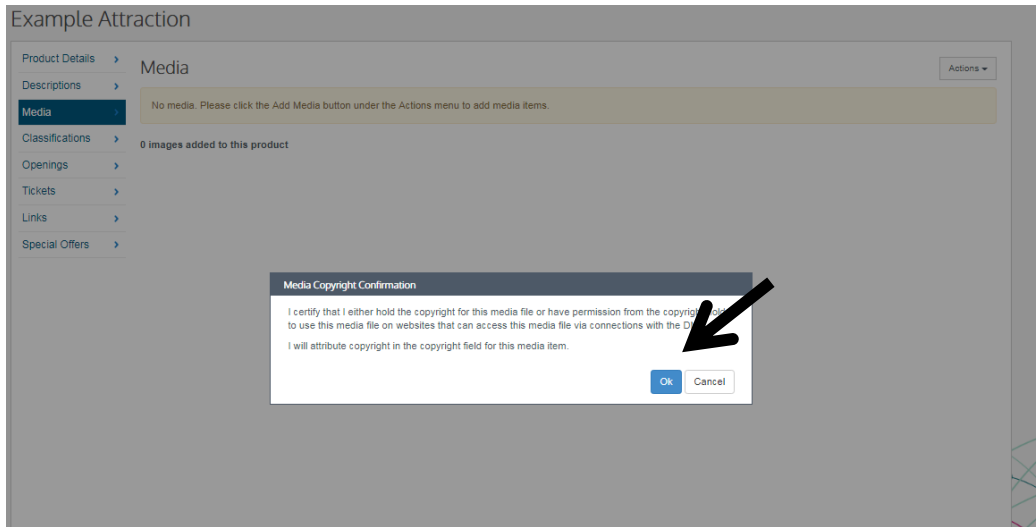 Example Attraction
Product Details
Descriptions
Media
Classifications
Openings
Tickets
Links
Special Offers
Media
Actions
No media. Please click the Add Media button under the Actions menu to add media items.
0 images added to this product
Media Copyright Confirmation
I certify that I either hold the copyright for this media file or have permission from the copyright
to use this media file on websites that can access this media file via connections with the
I will attribute copyright in the copyright field for this media item.
Ok
Cancel